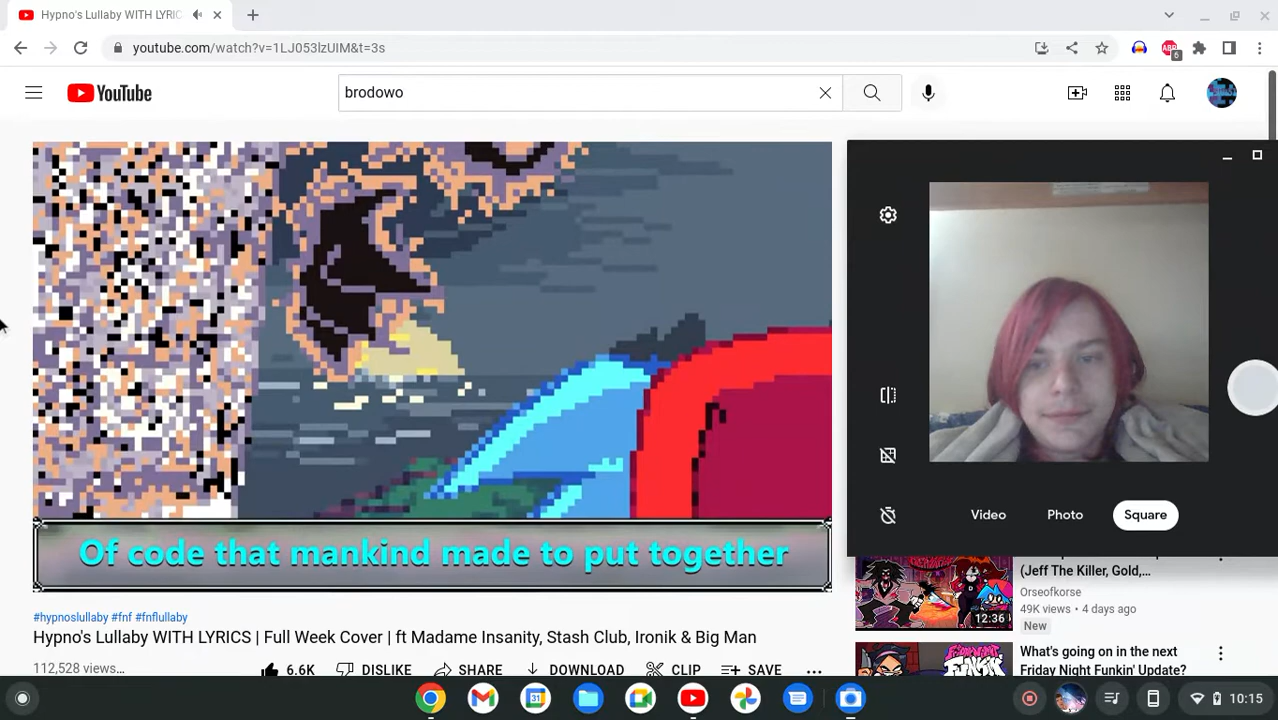 Hypno's Lullaby WITH LYRIC
youtube.com/watch?v=1LJ053lzUIM&t=3s
6
YouTube
brodowo
Of code that mankind made to put together
#hypnoslullaby #fnf #fnflullaby
Hypno's Lullaby WITH LYRICS | Full Week Cover | ft Madame Insanity, Stash Club, Ironik & Big Man
112,528 views...
6.6K
DISLIKE
SHARE
DOWNLOAD
CLIP
SAVE
Video
Photo
Square
(Jeff The Killer, Gold,...
Orseofkorse
49K views • 4 days ago
New
12:36
What's going on in the next
Friday Night Funkin' Update?
31
10:15